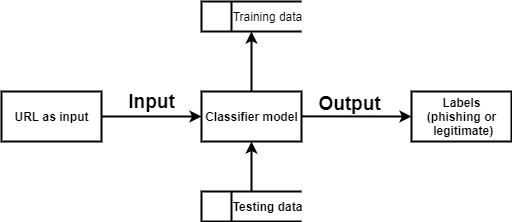 Training data
Input
Output
URL as input
Classifier model
Labels
(phishing or
legitimate)
Testing data